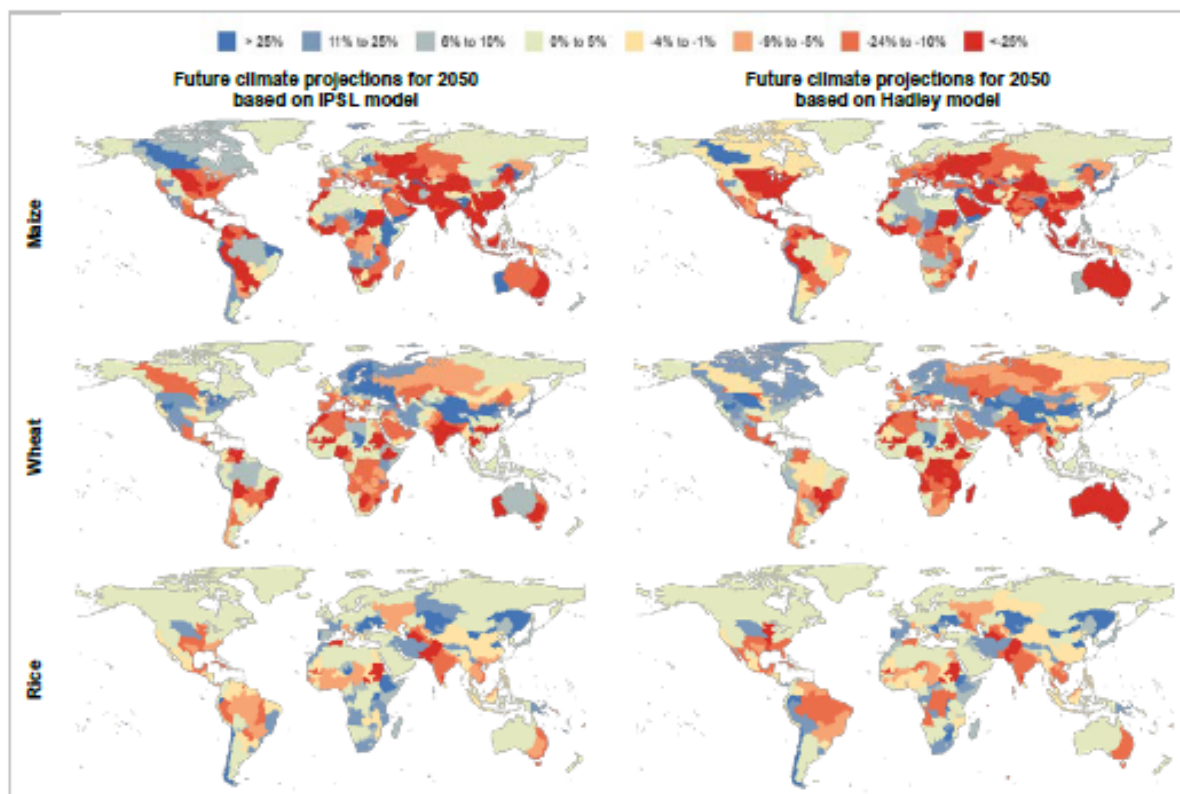 > 25% 11% to 25% 6% to 10% 0% to 5% -4% to -1% -9% to -5% -24% to -10% <-25%
Future climate projections for 2050
based on IPSL model
Future climate projections for 2050
based on Hadley model
Maize
Wheat
Rice